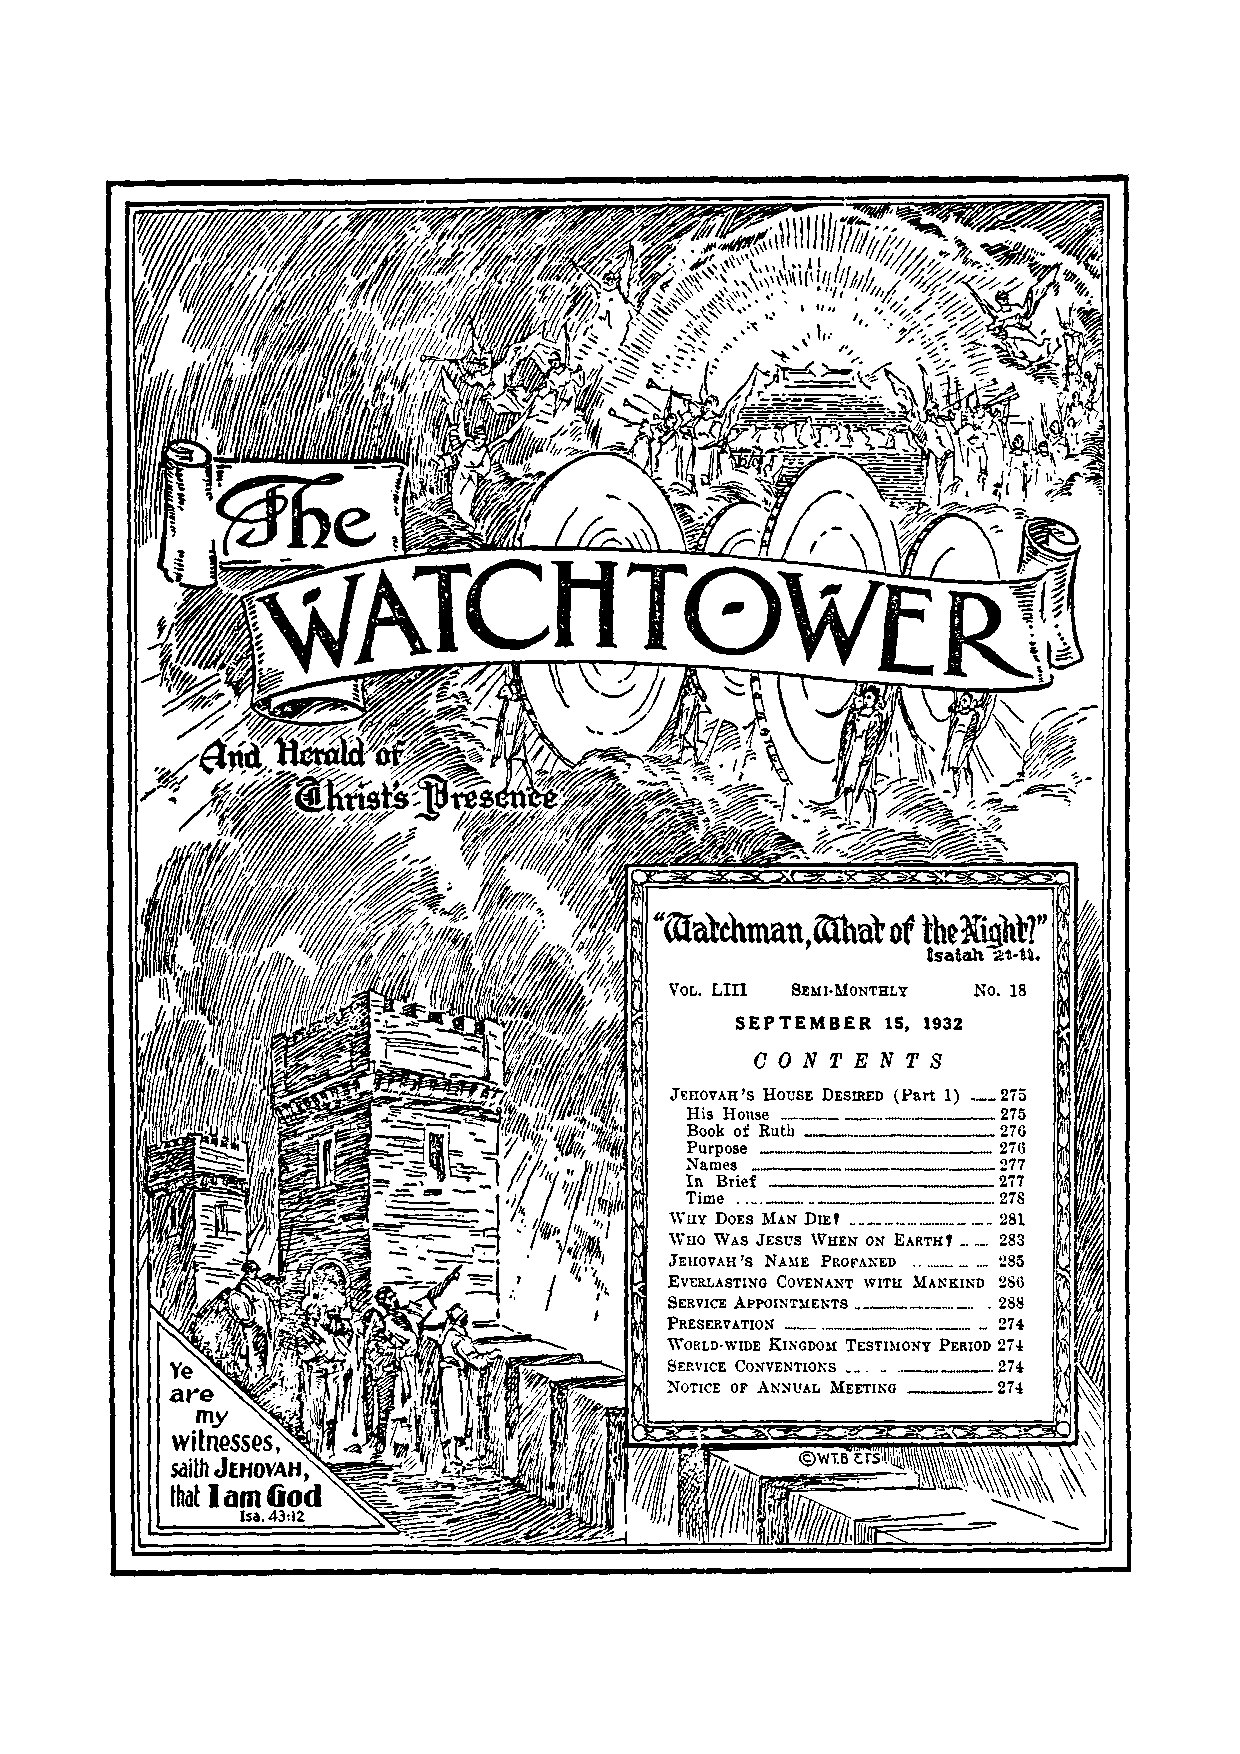 The
WATCHTOWER
And Herald of
Christ's Presence
"Watchman, What of the Night?"
Isaiah 21-11.
VOL. LIII SEMI-MONTHLY No. 18
SEPTEMBER 15, 1932
CONTENTS
JEHOVAH'S HOUSE DESIRED (Part 1) 275
His House 275
Book of Ruth 276
Purpose 276
Names 277
In Brief 277
Time 278
WHY DOES MAN DIE? 281
WHO WAS JESUS WHEN ON EARTH? 283
JEHOVAH'S NAME PROFANED 285
EVERLASTING COVENANT WITH MANKIND 286
SERVICE APPOINTMENTS 288
PRESERVATION 274
WORLD-WIDE KINGDOM TESTIMONY PERIOD 274
SERVICE CONVENTIONS 274
NOTICE OF ANNUAL MEETING 274
©W.T.B. & T.S.
Ye
are
my
witnesses,
saith JEHOVAH,
that I am God
Isa. 43:12